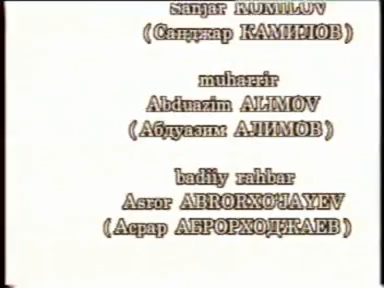 sanjar KOMILOV
(Санджар КАМИЛОВ)
muharrir
Abduazim ALIMOV
(Абдуазим АЛИМОВ)
badiiy rahbar
Asror ABRORXO'JAYEV
(Асрар АБРОРХОДЖАЕВ)